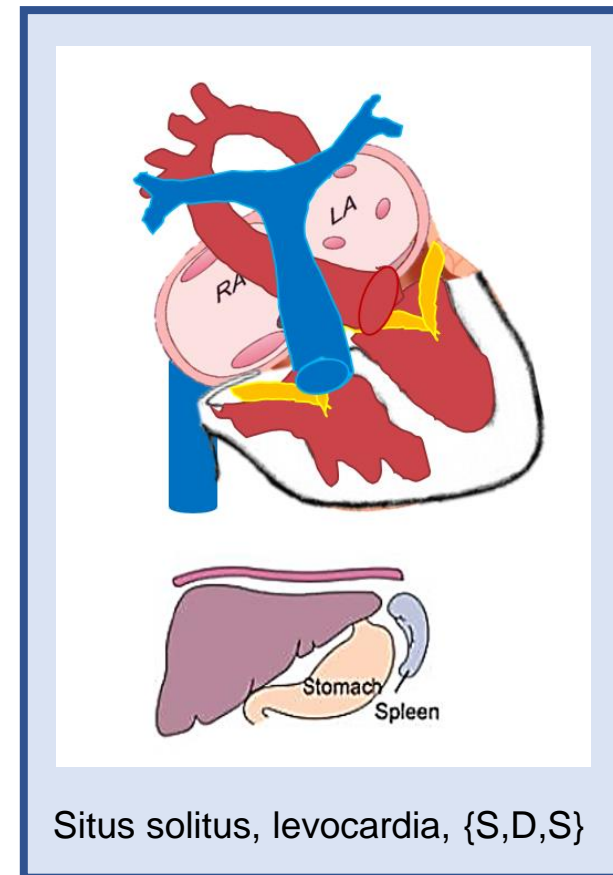 LA
RA
Stomach
Spleen
Situs solitus, levocardia, {S,D,S}